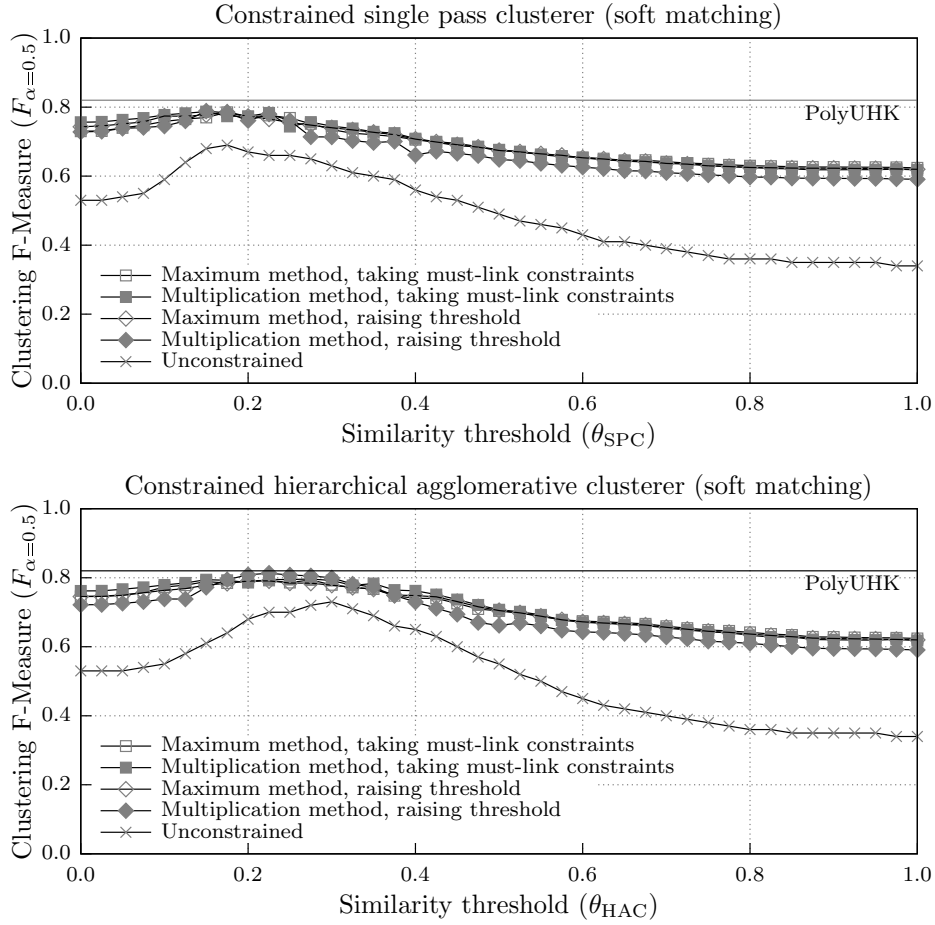 Constrained single pass clusterer (soft matching)
Clustering F-Measure (F_{α=0.5})
1.0
0.8
0.6
0.4
0.2
0.0
PolyUHK
Maximum method, taking must-link constraints
Multiplication method, taking must-link constraints
Maximum method, raising threshold
Multiplication method, raising threshold
Unconstrained
0.0 0.2 0.4 0.6 0.8 1.0
Similarity threshold (θ_{SPC})
Constrained hierarchical agglomerative clusterer (soft matching)
Clustering F-Measure (F_{α=0.5})
1.0
0.8
0.6
0.4
0.2
0.0
PolyUHK
Maximum method, taking must-link constraints
Multiplication method, taking must-link constraints
Maximum method, raising threshold
Multiplication method, raising threshold
Unconstrained
0.0 0.2 0.4 0.6 0.8 1.0
Similarity threshold (θ_{HAC})